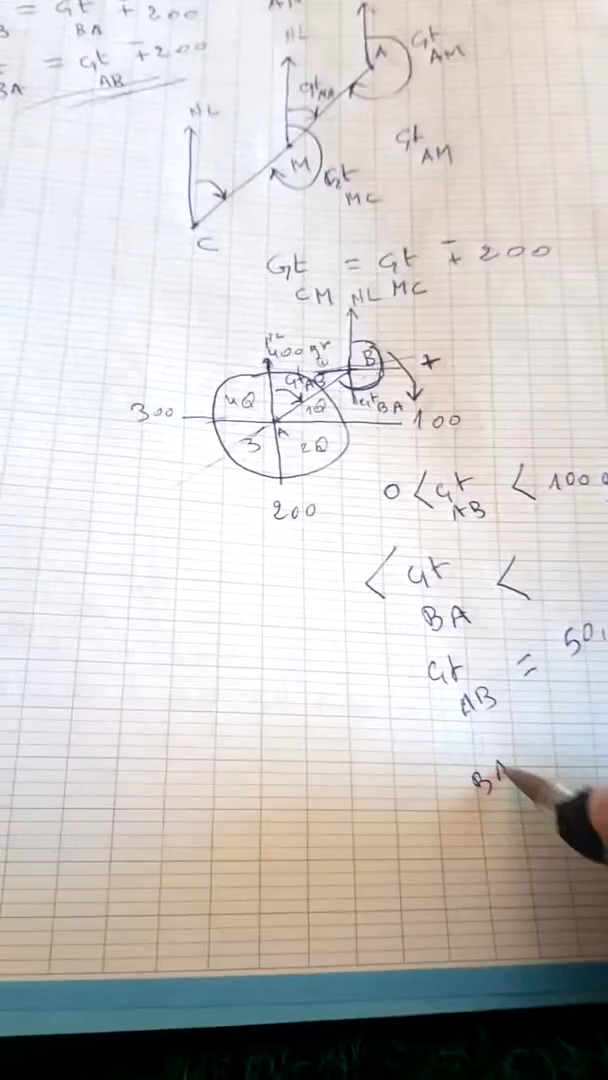 = Gt ∓ 200
BA
= Gt ∓ 200
BA AB
NL
A
Gt
AM
NL
Gt
MA
Gt
AM
M
Gt
MC
C
Gt = Gt ∓ 200
CM MC
NL
NL
400 gr
B
+
Gt
AB
Gt
BA
4Q
1Q
300
A
100
3
2Q
200
0 < Gt < 100
AB
< Gt <
BA
Gt = 50
AB
BA